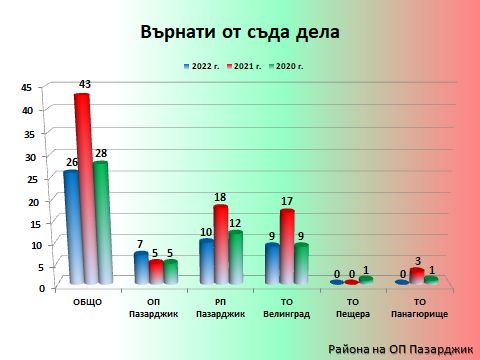 Върнати от съда дела
2022 г. 2021 г. 2020 г.
45
40
35
30
25
20
15
10
5
0
26 43 28
7 5 5
10 18 12
9 17 9
0 0 1
0 3 1
ОБЩО
ОП
Пазарджик
РП
Пазарджик
ТО
Велинград
ТО
Пещера
ТО
Панагюрище
Района на ОП Пазарджик